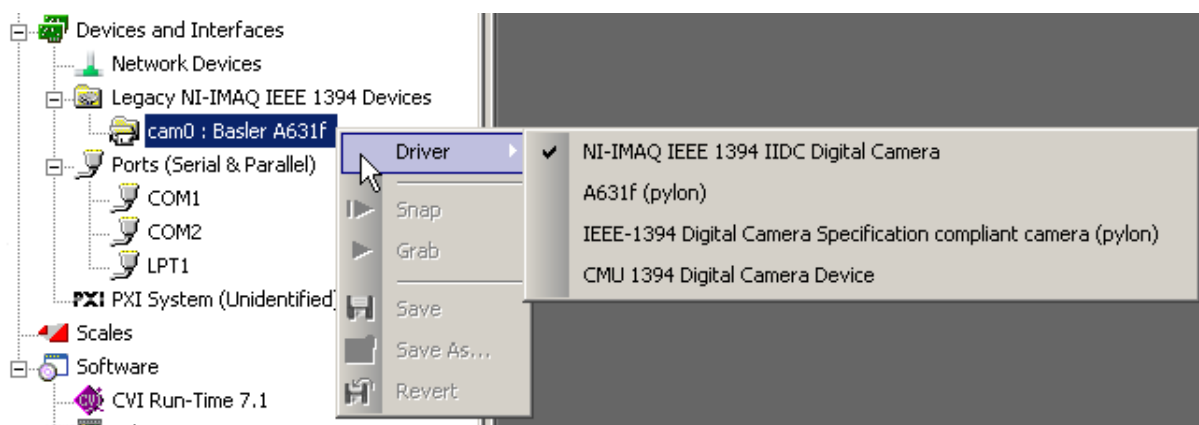 Devices and Interfaces
Network Devices
Legacy NI-IMAQ IEEE 1394 Devices
cam0 : Basler A631f
Ports (Serial & Parallel)
COM1
COM2
LPT1
PXI PXI System (Unidentified)
Scales
Software
CVI CVI Run-Time 7.1
Driver
Snap
Grab
Save
Save As...
Revert
NI-IMAQ IEEE 1394 IIDC Digital Camera
A631f (pylon)
IEEE-1394 Digital Camera Specification compliant camera (pylon)
CMU 1394 Digital Camera Device